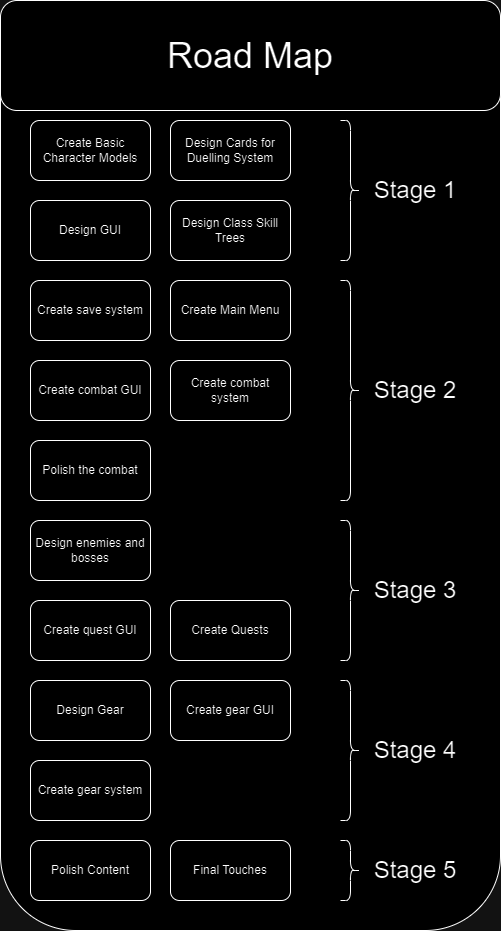 Road Map
Create Basic
Character Models
Design Cards for
Duelling System
Stage 1
Design GUI
Design Class Skill
Trees
Create save system
Create Main Menu
Create combat GUI
Create combat
system
Stage 2
Polish the combat
Design enemies and
bosses
Stage 3
Create quest GUI
Create Quests
Design Gear
Create gear GUI
Stage 4
Create gear system
Polish Content
Final Touches
Stage 5